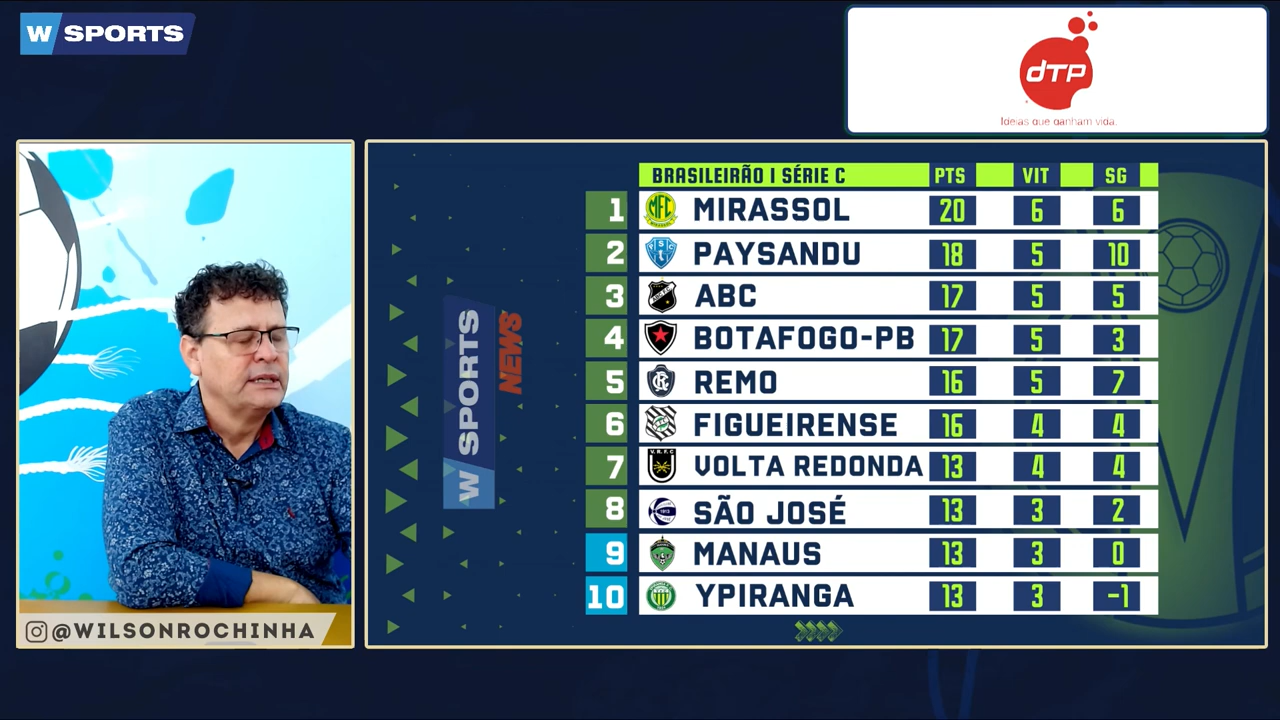 W SPORTS
dTP
Ideias que ganham vida.
BRASILEIRÃO I SÉRIE C PTS VIT SG
1 MFC MIRASSOL 20 6 6
2 PSC PAYSANDU 18 5 10
3 ABC 17 5 5
4 BOTAFOGO-PB 17 5 3
5 REMO 16 5 7
6 FIGUEIRENSE 16 4 4
7 V.R.F.C VOLTA REDONDA 13 4 4
8 SÃO JOSÉ 13 3 2
9 MANAUS 13 3 0
10 YPIRANGA 13 3 -1
W SPORTS
NEWS
@WILSONROCHINHA